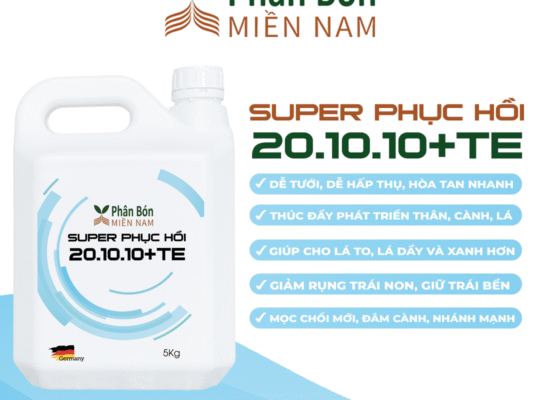 Phân Bón
MIỀN NAM
SUPER PHỤC HỒI
20.10.10+TE
DỄ TƯỚI, DỄ HẤP THỤ, HÒA TAN NHANH
THÚC ĐẨY PHÁT TRIỂN THÂN, CÀNH, LÁ
GIÚP CHO LÁ TO, LÁ DẦY VÀ XANH HƠN
GIẢM RỤNG TRÁI NON, GIỮ TRÁI BỀN
MỌC CHỒI MỚI, ĐÂM CÀNH, NHÁNH MẠNH
Phân Bón
MIỀN NAM
SUPER PHỤC HỒI
20.10.10+TE
Germany
5Kg